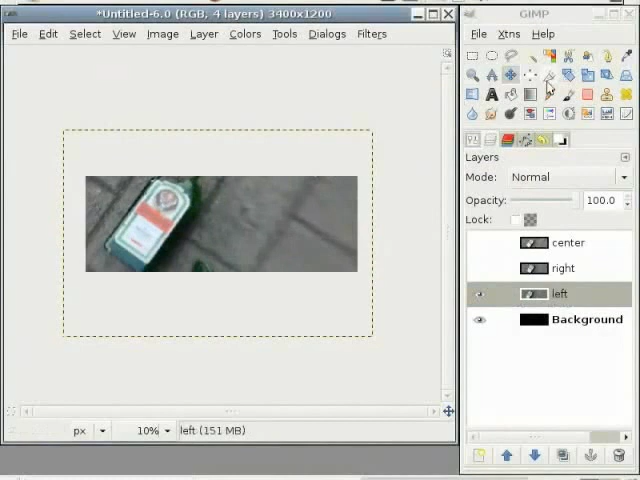 *Untitled-6.0 (RGB, 4 layers) 3400x1200
File Edit Select View Image Layer Colors Tools Dialogs Filters
px 10% left (151 MB)
GIMP
File Xtns Help
Layers
Mode: Normal
Opacity: 100.0
Lock:
center
right
left
Background